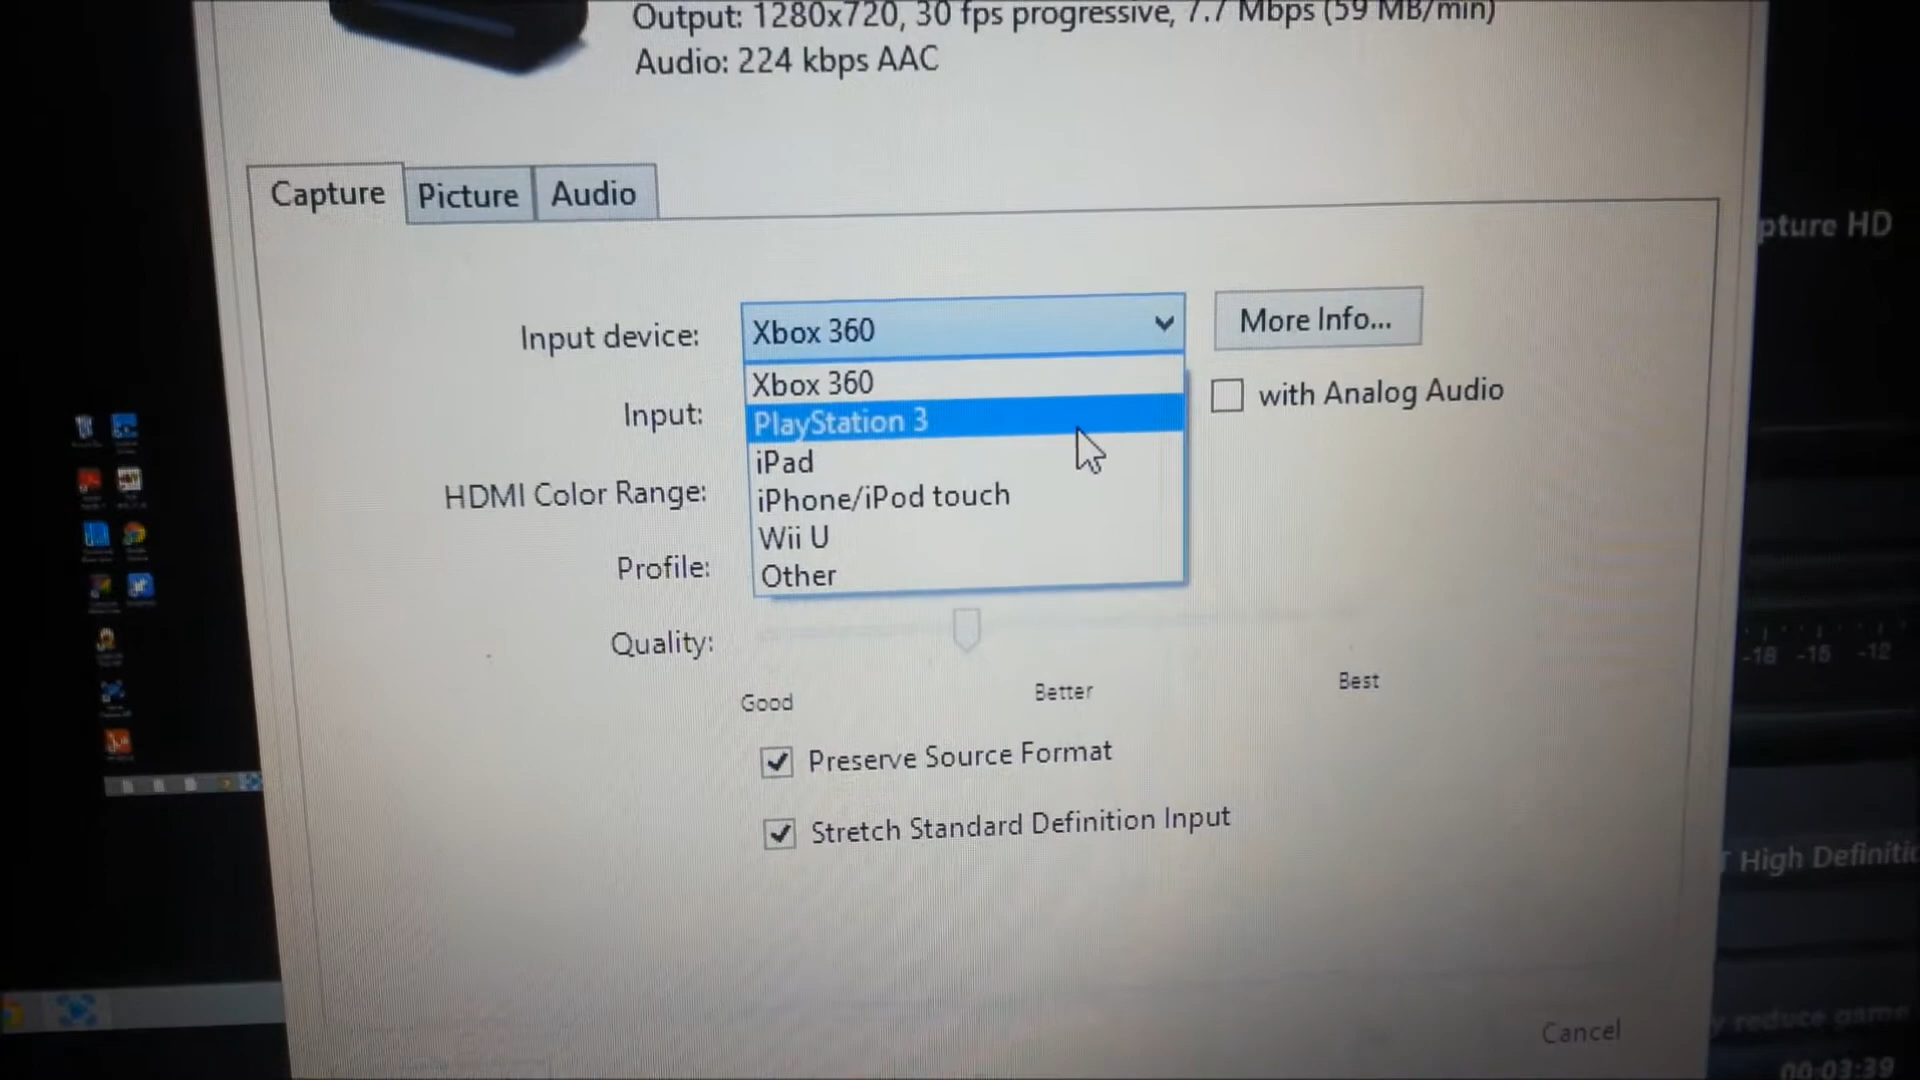 Output: 1280x720, 30 fps progressive, 7.7 Mbps (59 MB/min)
Audio: 224 kbps AAC
Capture
Picture
Audio
pture HD
Input device:
Xbox 360
More Info...
Xbox 360
with Analog Audio
Input:
PlayStation 3
iPad
HDMI Color Range:
iPhone/iPod touch
Wii U
Profile:
Other
Quality:
-18 -15 -12
Good
Better
Best
Preserve Source Format
Stretch Standard Definition Input
High Definitio
Cancel
y reduce game
00:03:39